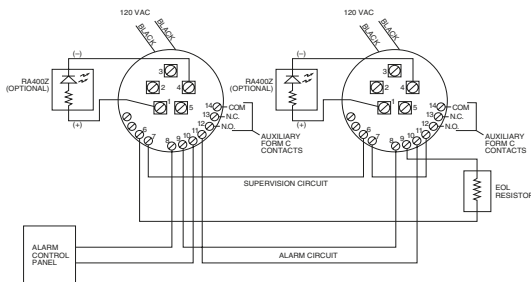 120 VAC
BLACK
BLACK
120 VAC
BLACK
BLACK
(–)
RA400Z
(OPTIONAL)
(+)
3
2
4
1
5
14
COM
13
N.C.
12
N.O.
6
7
8
9
10
11
AUXILIARY
FORM C
CONTACTS
(–)
RA400Z
(OPTIONAL)
(+)
3
2
4
1
5
14
COM
13
N.C.
12
N.O.
6
7
8
9
10
11
AUXILIARY
FORM C
CONTACTS
SUPERVISION CIRCUIT
EOL
RESISTOR
ALARM
CONTROL
PANEL
ALARM CIRCUIT